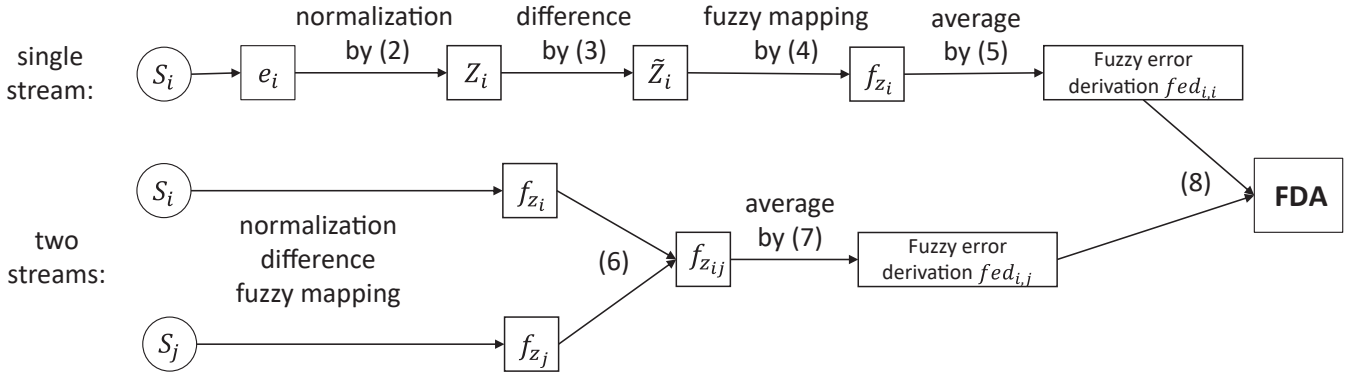 normalization
by (2)
difference
by (3)
fuzzy mapping
by (4)
average
by (5)
single
stream:
S_i
e_i
Z_i
Z̃_i
f_{z_i}
Fuzzy error
derivation fed_{i,i}
two
streams:
S_i
f_{z_i}
normalization
difference
fuzzy mapping
S_j
f_{z_j}
(6)
f_{z_{ij}}
average
by (7)
Fuzzy error
derivation fed_{i,j}
(8)
FDA